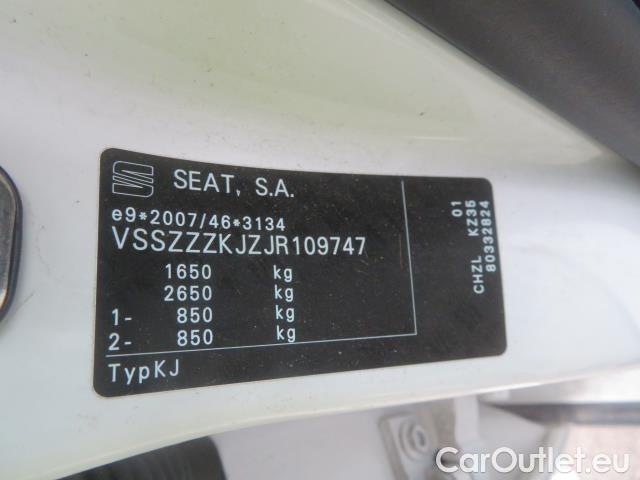 SEAT, S.A.
e9*2007/46*3134
VSSZZZKJZJR109747
1650 kg
2650 kg
1- 850 kg
2- 850 kg
TypKJ
01
CHZL KZ35
80332824
CarOutlet.eu